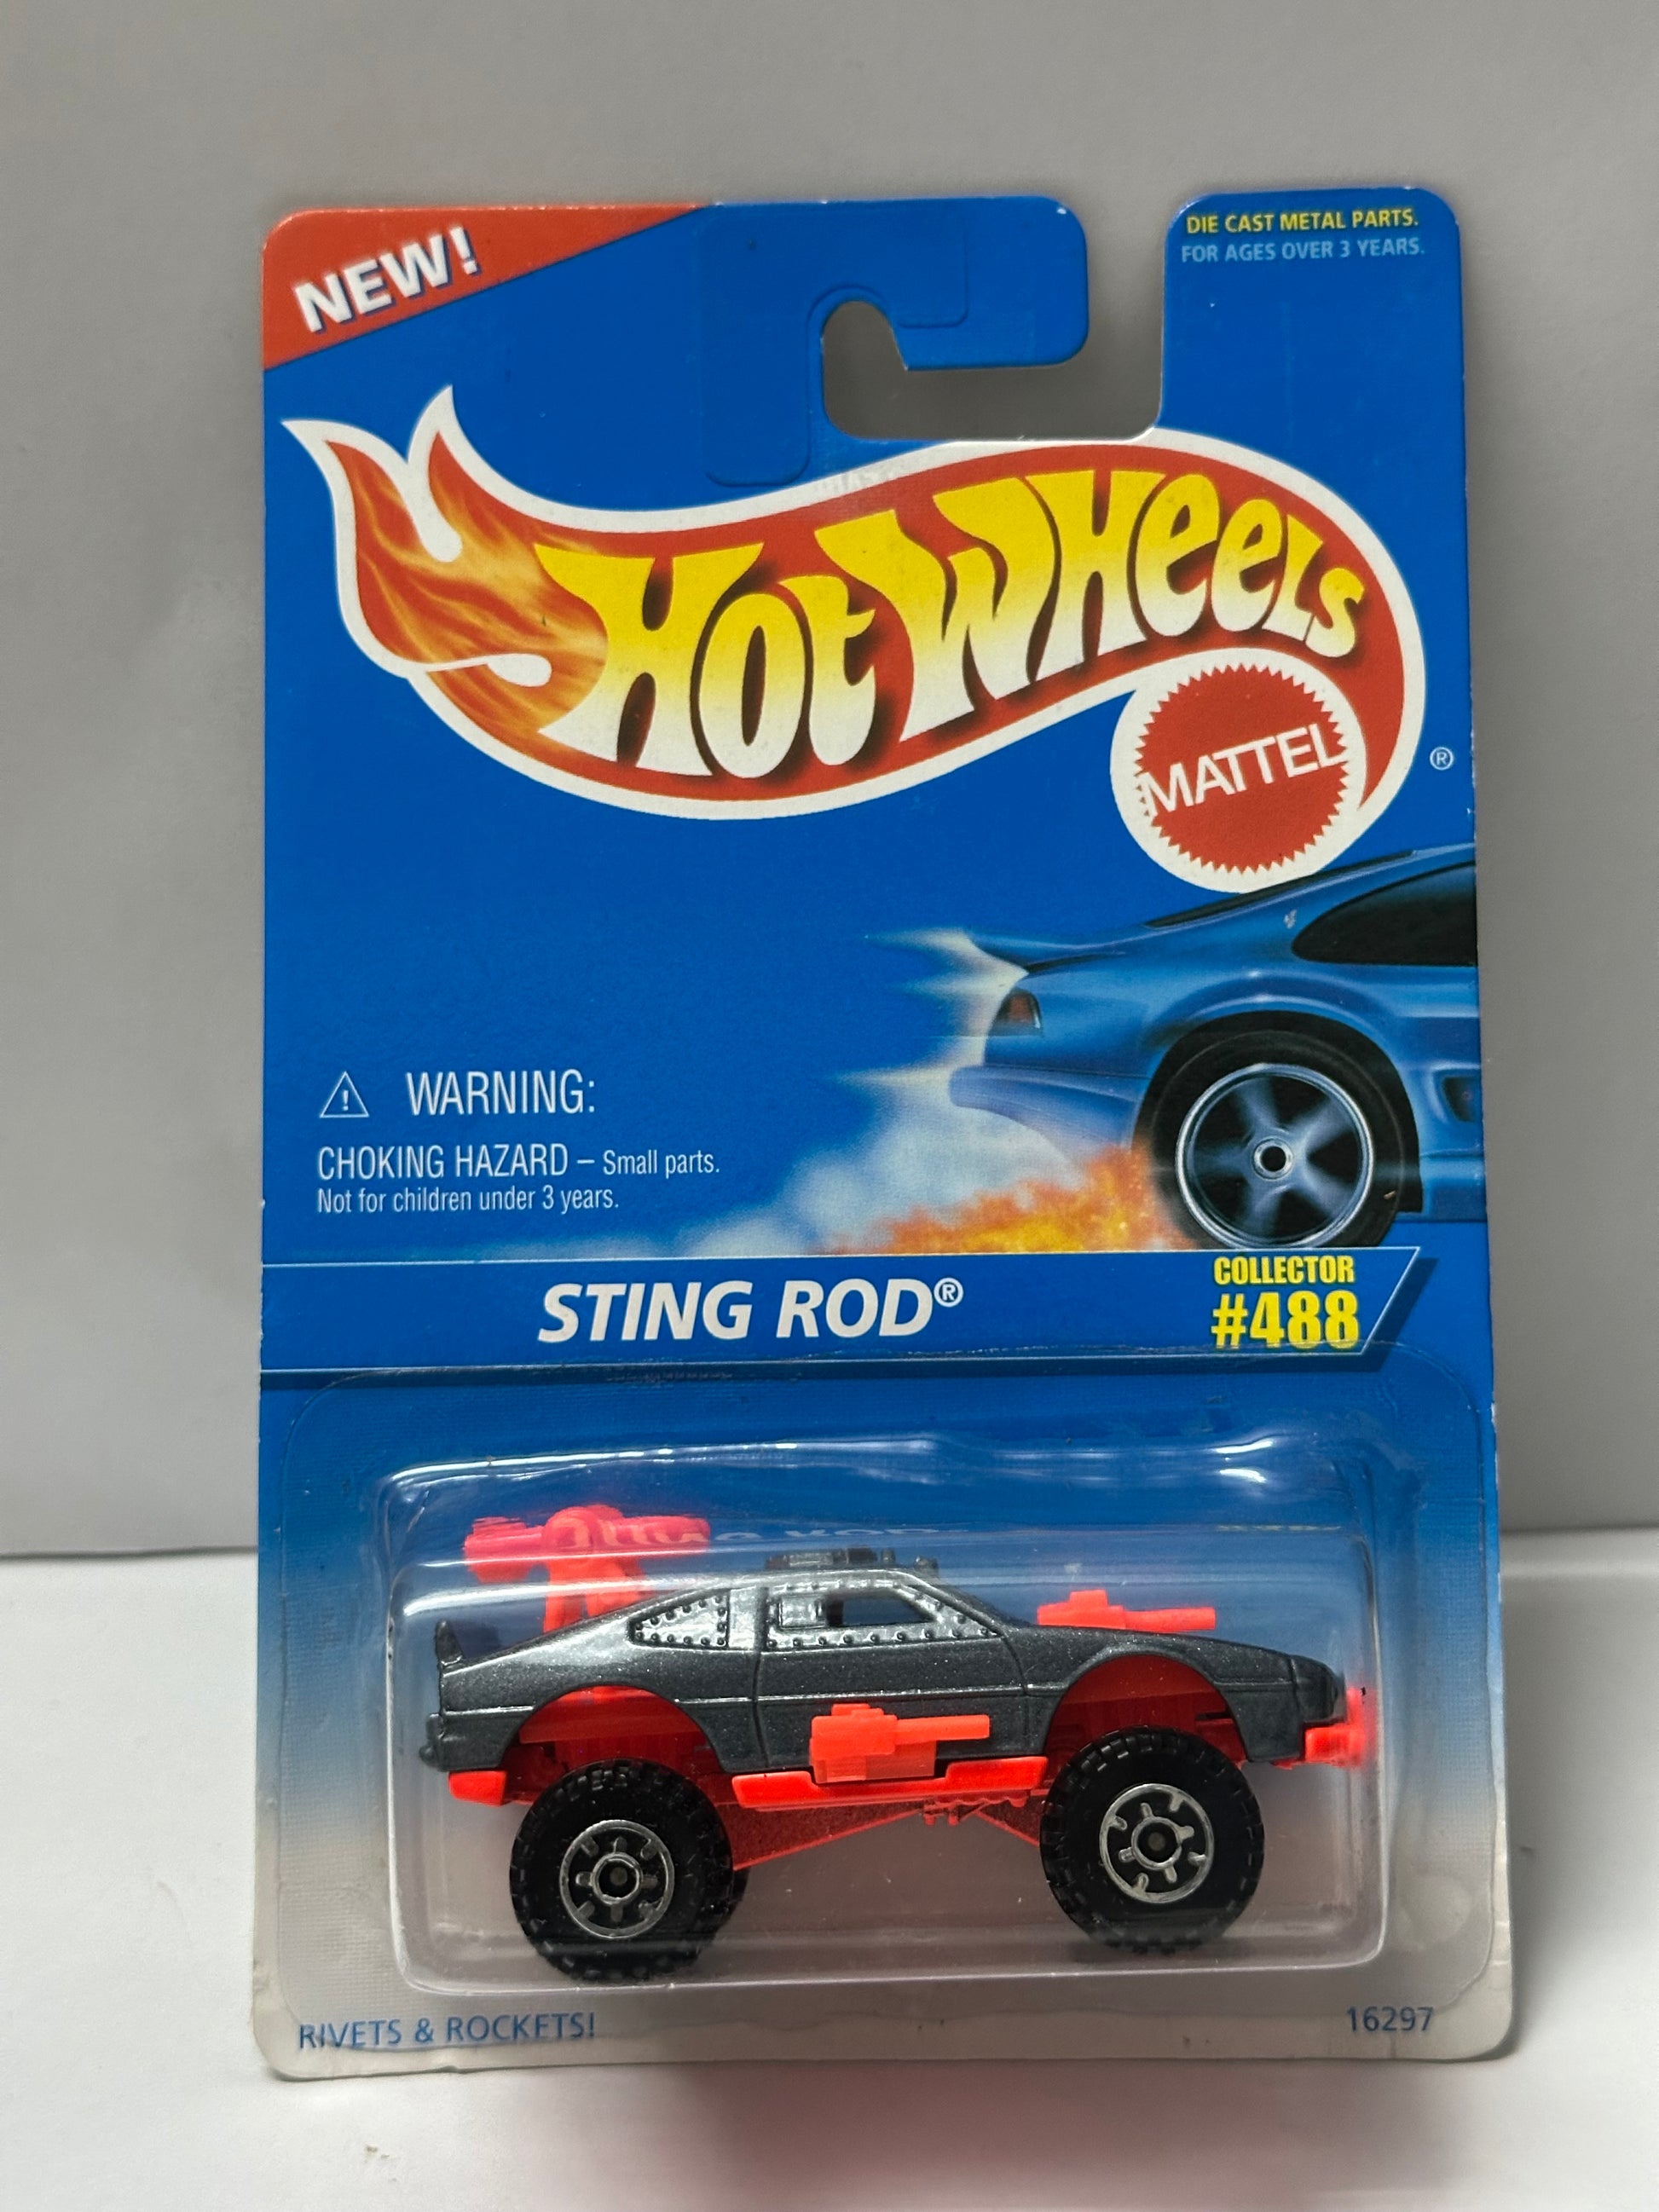 NEW!
DIE CAST METAL PARTS.
FOR AGES OVER 3 YEARS.
HOT WHEELS
MATTEL
®
WARNING:
CHOKING HAZARD – Small parts.
Not for children under 3 years.
STING ROD®
COLLECTOR
#488
RIVETS & ROCKETS!
16297